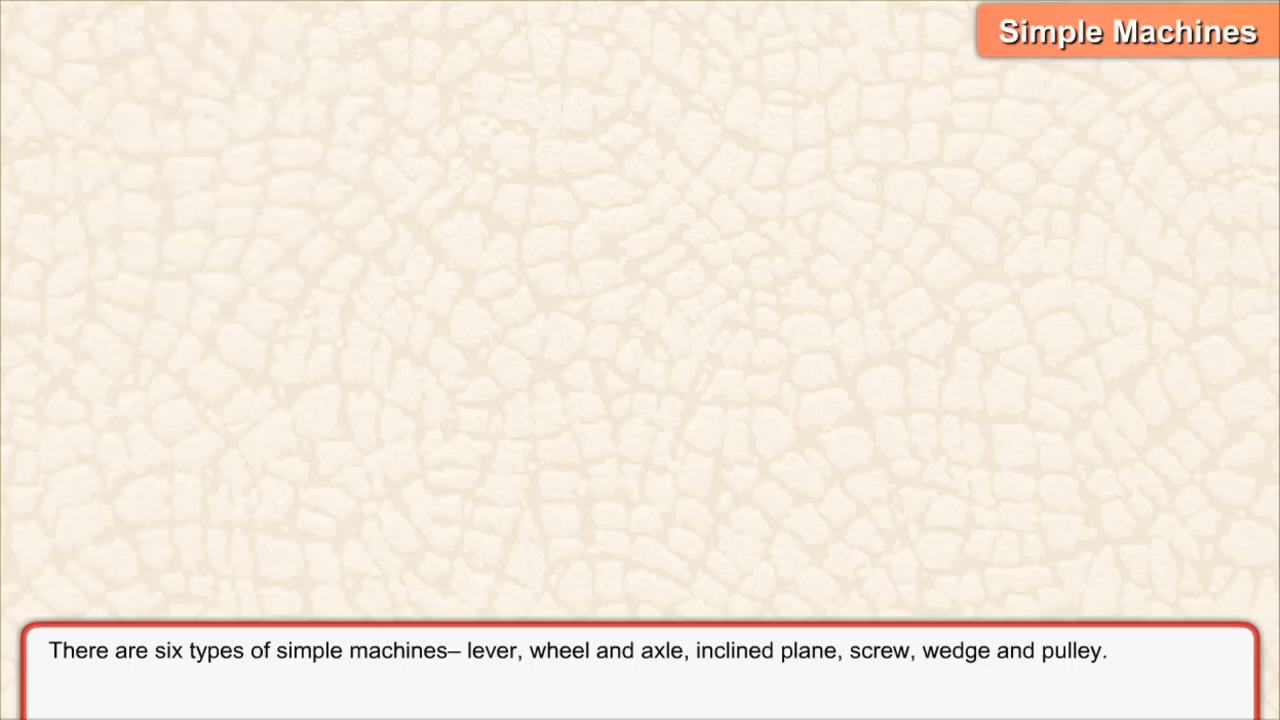 Simple Machines
There are six types of simple machines– lever, wheel and axle, inclined plane, screw, wedge and pulley.